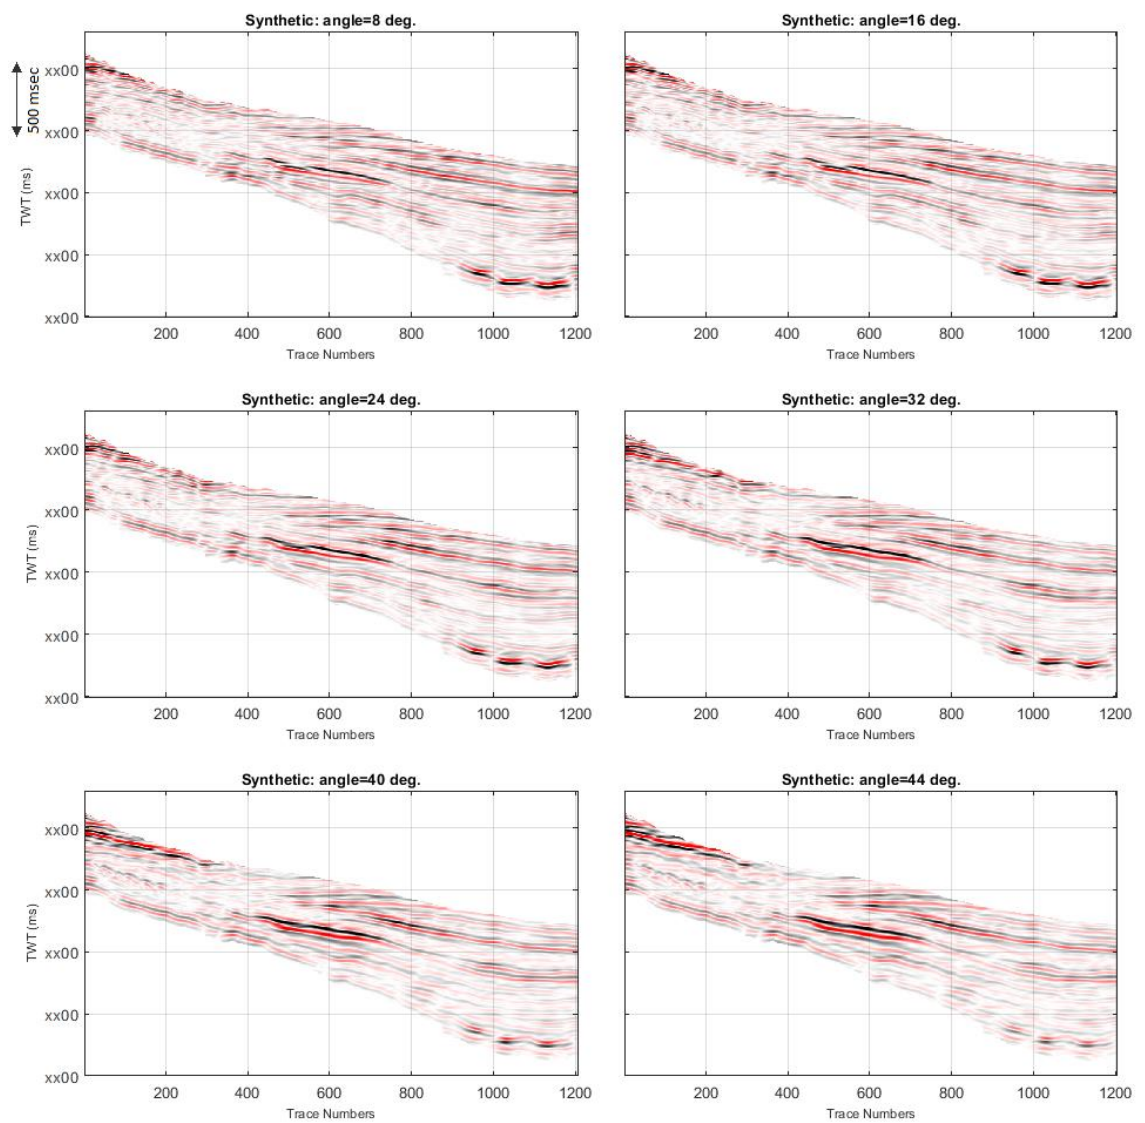 Synthetic: angle=8 deg.
Synthetic: angle=16 deg.
500 msec
TWT (ms)
xx00
xx00
xx00
xx00
xx00
200 400 600 800 1000 1200
200 400 600 800 1000 1200
Trace Numbers
Trace Numbers
Synthetic: angle=24 deg.
Synthetic: angle=32 deg.
TWT (ms)
xx00
xx00
xx00
xx00
xx00
200 400 600 800 1000 1200
200 400 600 800 1000 1200
Trace Numbers
Trace Numbers
Synthetic: angle=40 deg.
Synthetic: angle=44 deg.
TWT (ms)
xx00
xx00
xx00
xx00
xx00
200 400 600 800 1000 1200
200 400 600 800 1000 1200
Trace Numbers
Trace Numbers